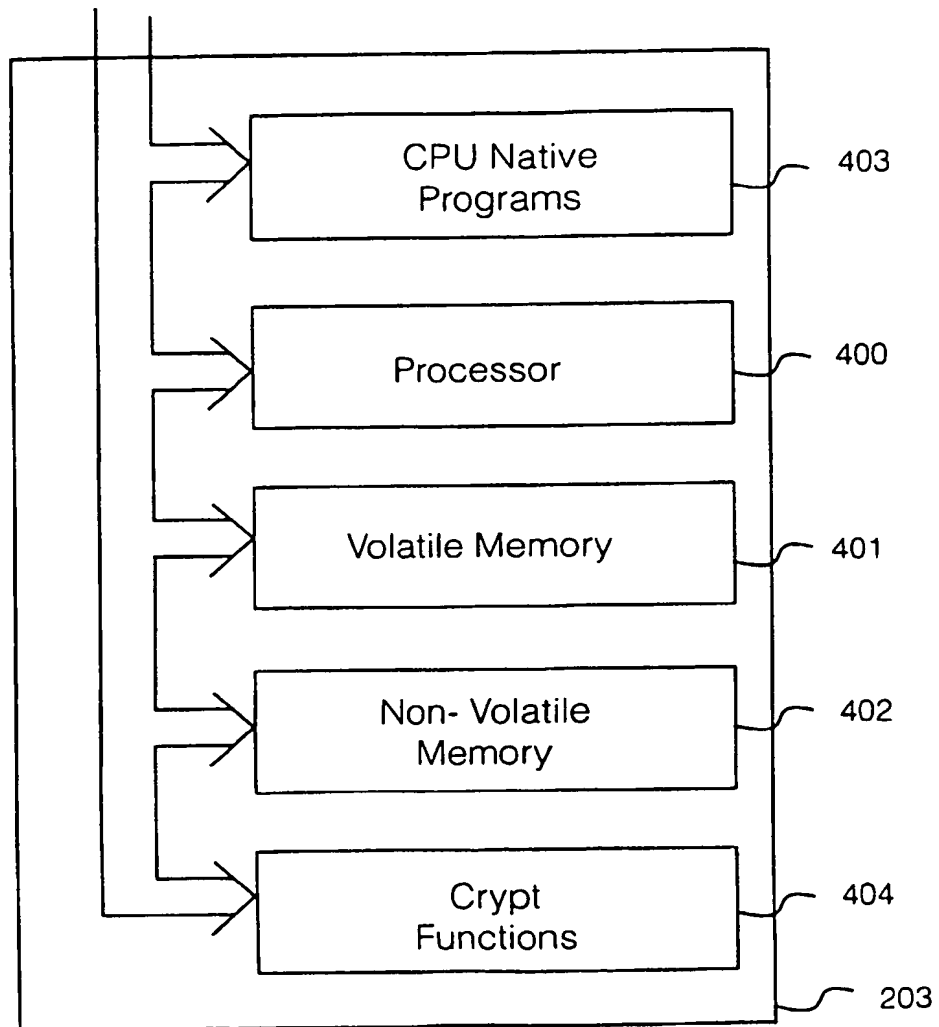 CPU Native
Programs
403
Processor
400
Volatile Memory
401
Non- Volatile
Memory
402
Crypt
Functions
404
203